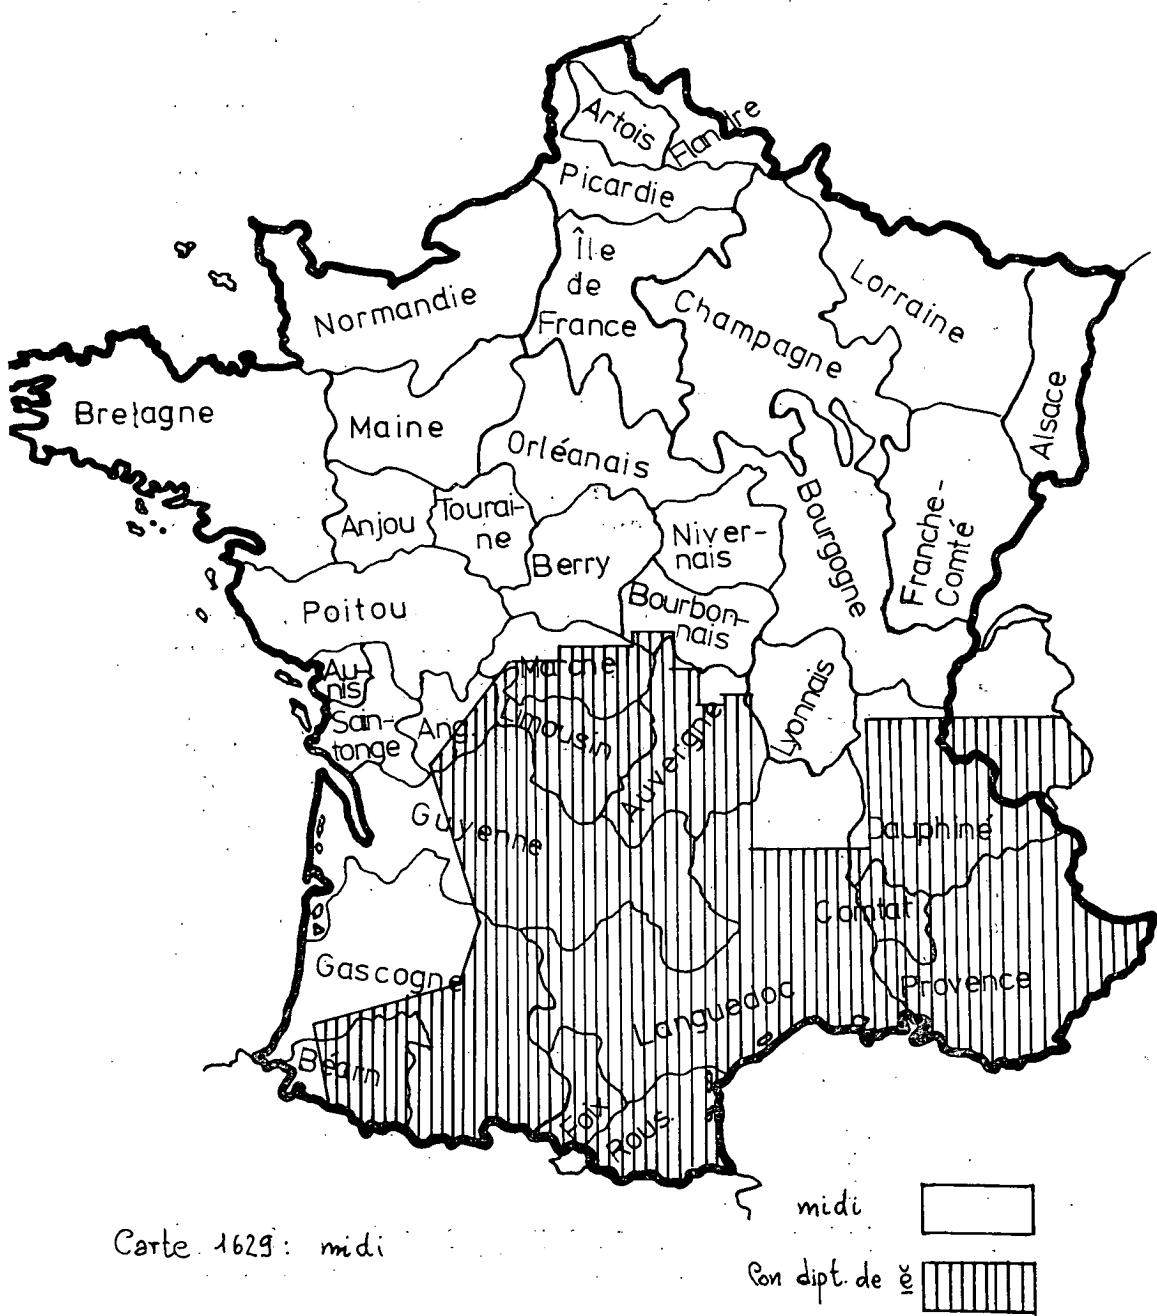 Artois
Flandre
Picardie
Île
de
France
Normandie
Champagne
Lorraine
Alsace
Bretagne
Maine
Orléanais
Anjou
Tourai-
ne
Berry
Niver-
nais
Bourgogne
Franche-
Comté
Poitou
Bourbon-
nais
Au-
nis
Sain-
tonge
Ang.
Marche
Limousin
Auvergne
Lyonnais
Guyenne
Dauphiné
Comtat
Gascogne
Languedoc
Provence
Béarn
Foix
Rous.
Carte 1629: midi
midi
Con dipt. de ĕ